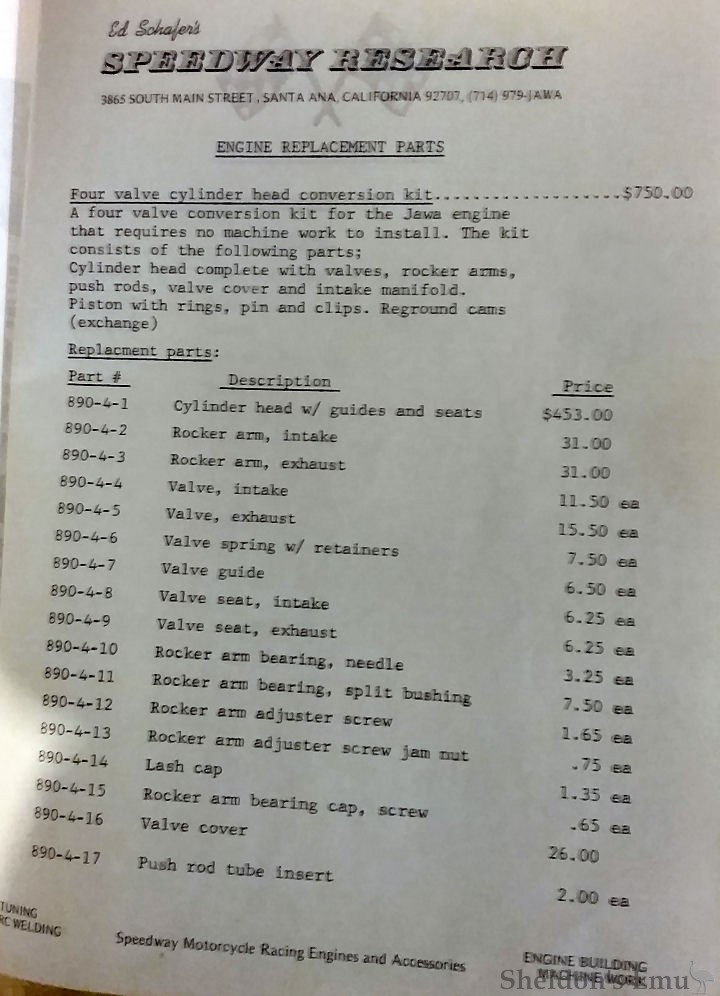 Ed Schafer's
SPEEDWAY RESEARCH
3865 SOUTH MAIN STREET, SANTA ANA, CALIFORNIA 92707, (714) 979-JAWA
ENGINE REPLACEMENT PARTS
Four valve cylinder head conversion kit...................$750.00
A four valve conversion kit for the Jawa engine
that requires no machine work to install. The kit
consists of the following parts;
Cylinder head complete with valves, rocker arms,
push rods, valve cover and intake manifold.
Piston with rings, pin and clips. Reground cams
(exchange)
Replacment parts:
Part # Description Price
890-4-1 Cylinder head w/ guides and seats $453.00
890-4-2 Rocker arm, intake 31.00
890-4-3 Rocker arm, exhaust 31.00
890-4-4 Valve, intake 11.50 ea
890-4-5 Valve, exhaust 15.50 ea
890-4-6 Valve spring w/ retainers 7.50 ea
890-4-7 Valve guide 6.50 ea
890-4-8 Valve seat, intake 6.25 ea
890-4-9 Valve seat, exhaust 6.25 ea
890-4-10 Rocker arm bearing, needle 3.25 ea
890-4-11 Rocker arm bearing, split bushing 7.50 ea
890-4-12 Rocker arm adjuster screw 1.65 ea
890-4-13 Rocker arm adjuster screw jam nut .75 ea
890-4-14 Lash cap 1.35 ea
890-4-15 Rocker arm bearing cap, screw .65 ea
890-4-16 Valve cover 26.00
890-4-17 Push rod tube insert 2.00 ea
TUNING
RC WELDING
Speedway Motorcycle Racing Engines and Accessories
ENGINE BUILDING
MACHINE WORK
Sheldon's Emu